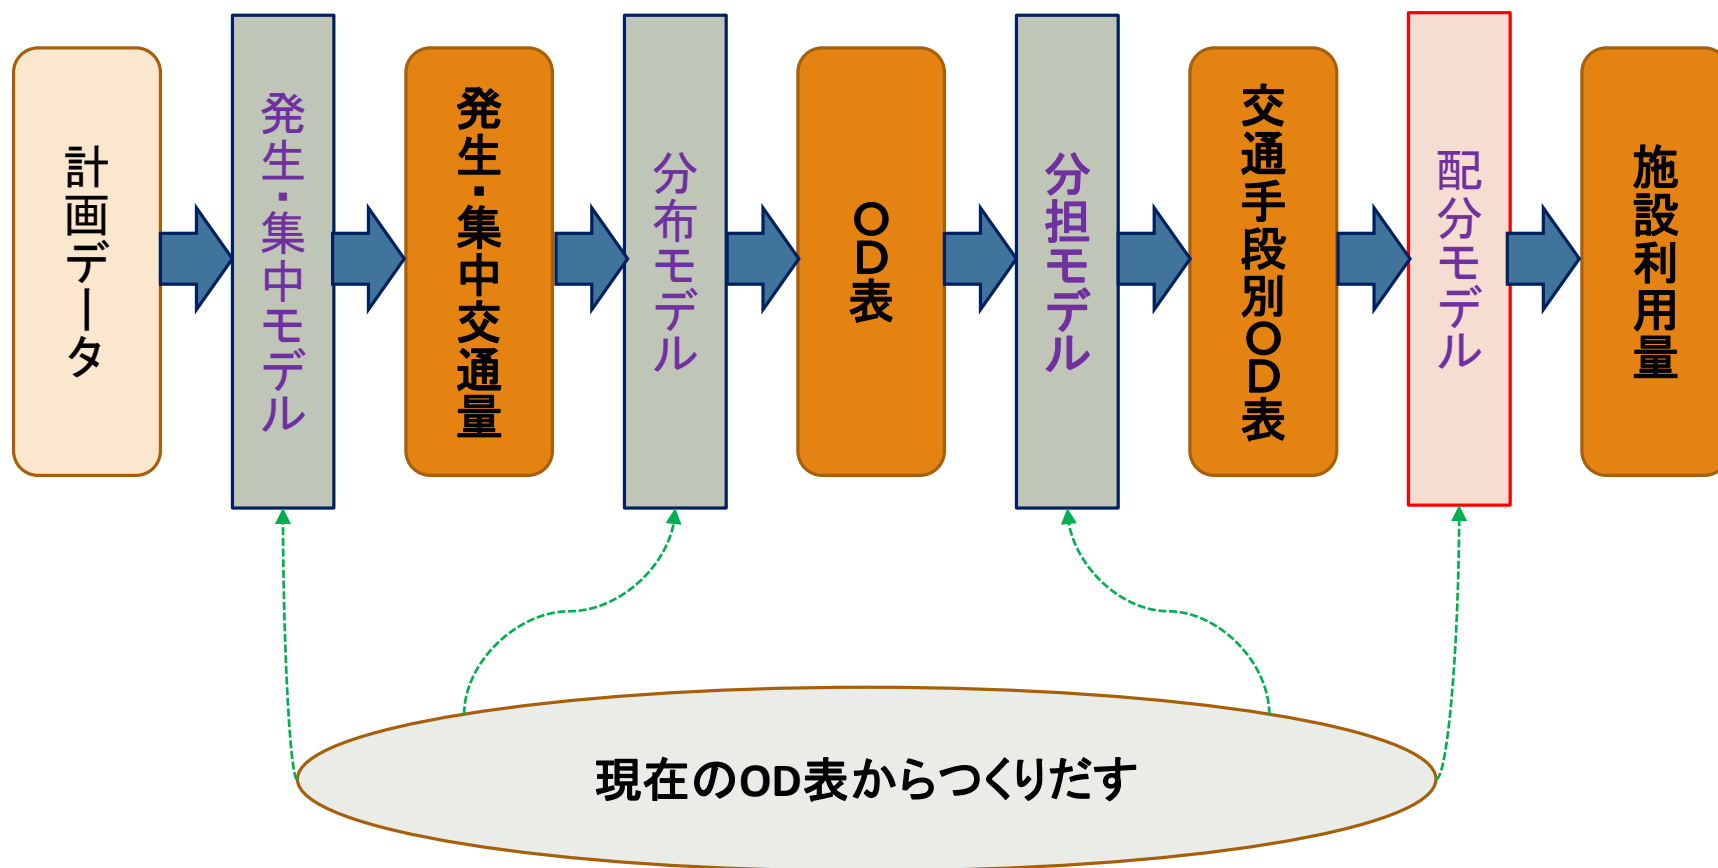 計画データ
発生・集中モデル
発生・集中交通量
分布モデル
OD表
分担モデル
交通手段別OD表
配分モデル
施設利用量
現在のOD表からつくりだす